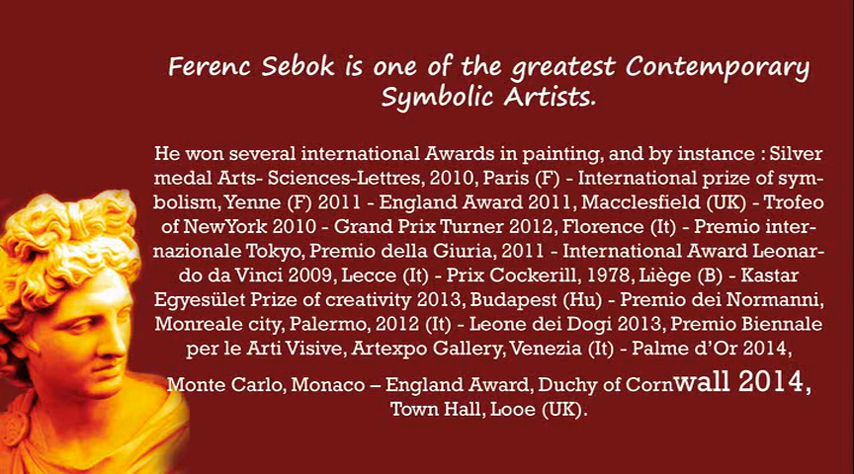 Ferenc Sebok is one of the greatest Contemporary
Symbolic Artists.
He won several international Awards in painting, and by instance : Silver
medal Arts- Sciences-Lettres, 2010, Paris (F) - International prize of sym-
bolism, Yenne (F) 2011 - England Award 2011, Macclesfield (UK) - Trofeo
of NewYork 2010 - Grand Prix Turner 2012, Florence (It) - Premio inter-
nazionale Tokyo, Premio della Giuria, 2011 - International Award Leonar-
do da Vinci 2009, Lecce (It) - Prix Cockerill, 1978, Liège (B) - Kastar
Egyesület Prize of creativity 2013, Budapest (Hu) - Premio dei Normanni,
Monreale city, Palermo, 2012 (It) - Leone dei Dogi 2013, Premio Biennale
per le Arti Visive, Artexpo Gallery, Venezia (It) - Palme d’Or 2014,
Monte Carlo, Monaco – England Award, Duchy of Cornwall 2014,
Town Hall, Looe (UK).